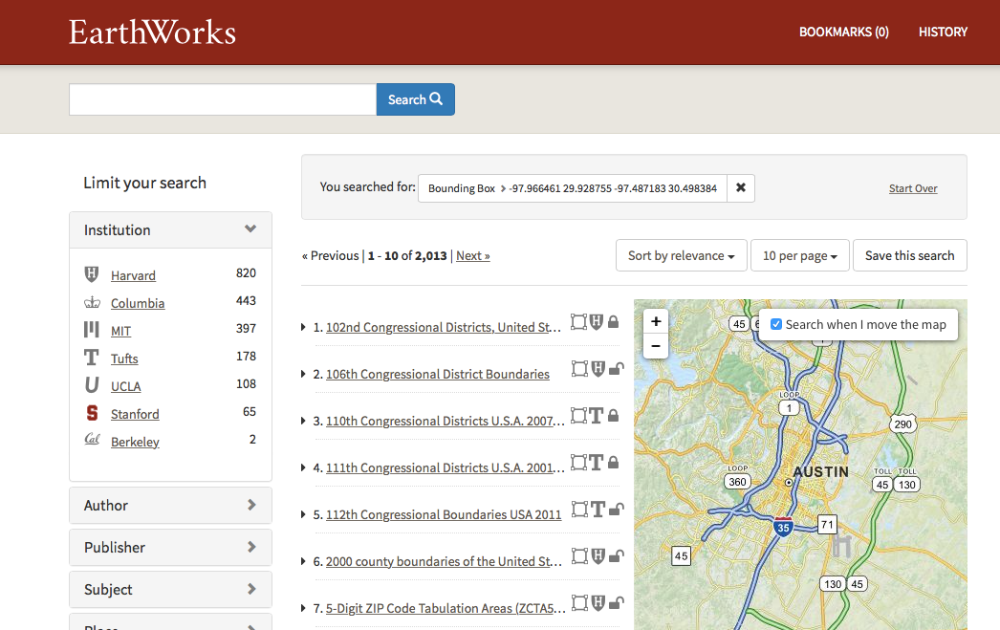 EarthWorks
BOOKMARKS (0) HISTORY
Search
Limit your search
Institution
Harvard 820
Columbia 443
MIT 397
Tufts 178
UCLA 108
Stanford 65
Cal Berkeley 2
Author
Publisher
Subject
Place
You searched for: Bounding Box > -97.966461 29.928755 -97.487183 30.498384 ✖ Start Over
« Previous | 1 - 10 of 2,013 | Next »
Sort by relevance 10 per page Save this search
1. 102nd Congressional Districts, United St...
2. 106th Congressional District Boundaries
3. 110th Congressional Districts U.S.A. 2007...
4. 111th Congressional Districts U.S.A. 2001...
5. 112th Congressional Boundaries USA 2011
6. 2000 county boundaries of the United St...
7. 5-Digit ZIP Code Tabulation Areas (ZCTA5...
+
−
Search when I move the map
45
1
LOOP
1
290
LOOP
360
AUSTIN
TOLL TOLL
45 130
35
71
45
130 45